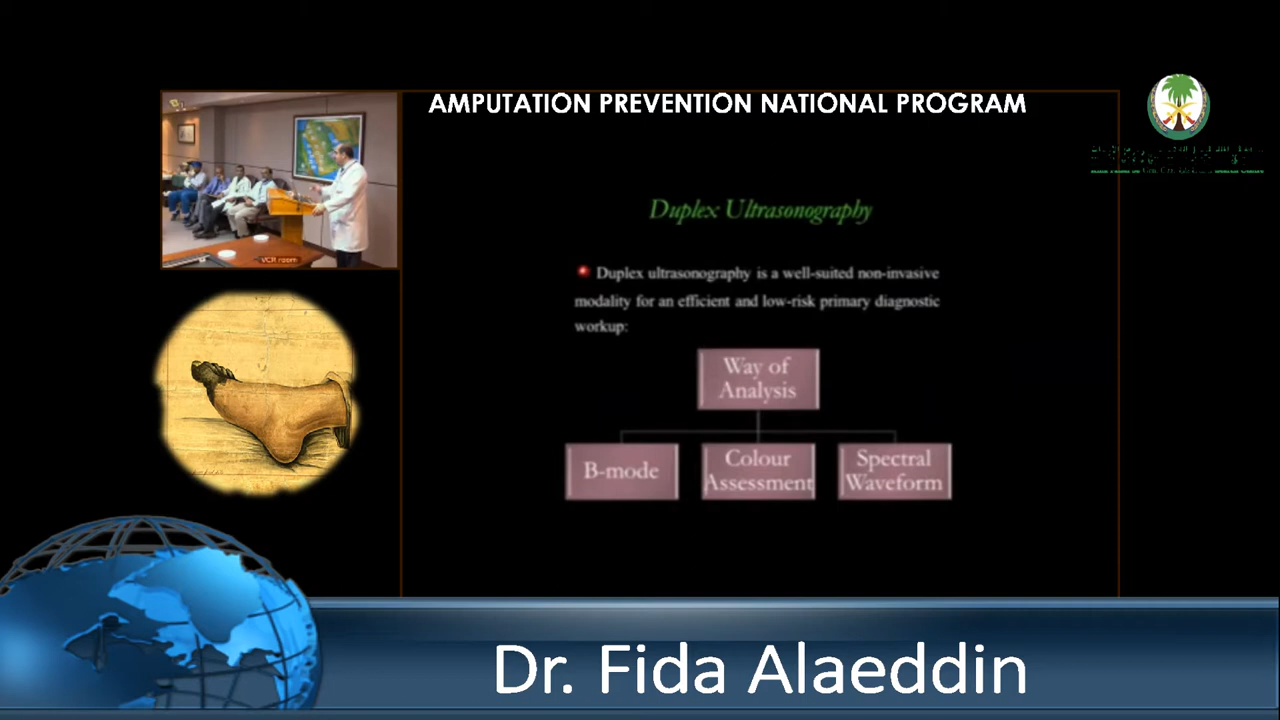 AMPUTATION PREVENTION NATIONAL PROGRAM
VCR room
Duplex Ultrasonography
Duplex ultrasonography is a well-suited non-invasive
modality for an efficient and low-risk primary diagnostic
workup:
Way of
Analysis
B-mode
Colour
Assessment
Spectral
Waveform
Dr. Fida Alaeddin